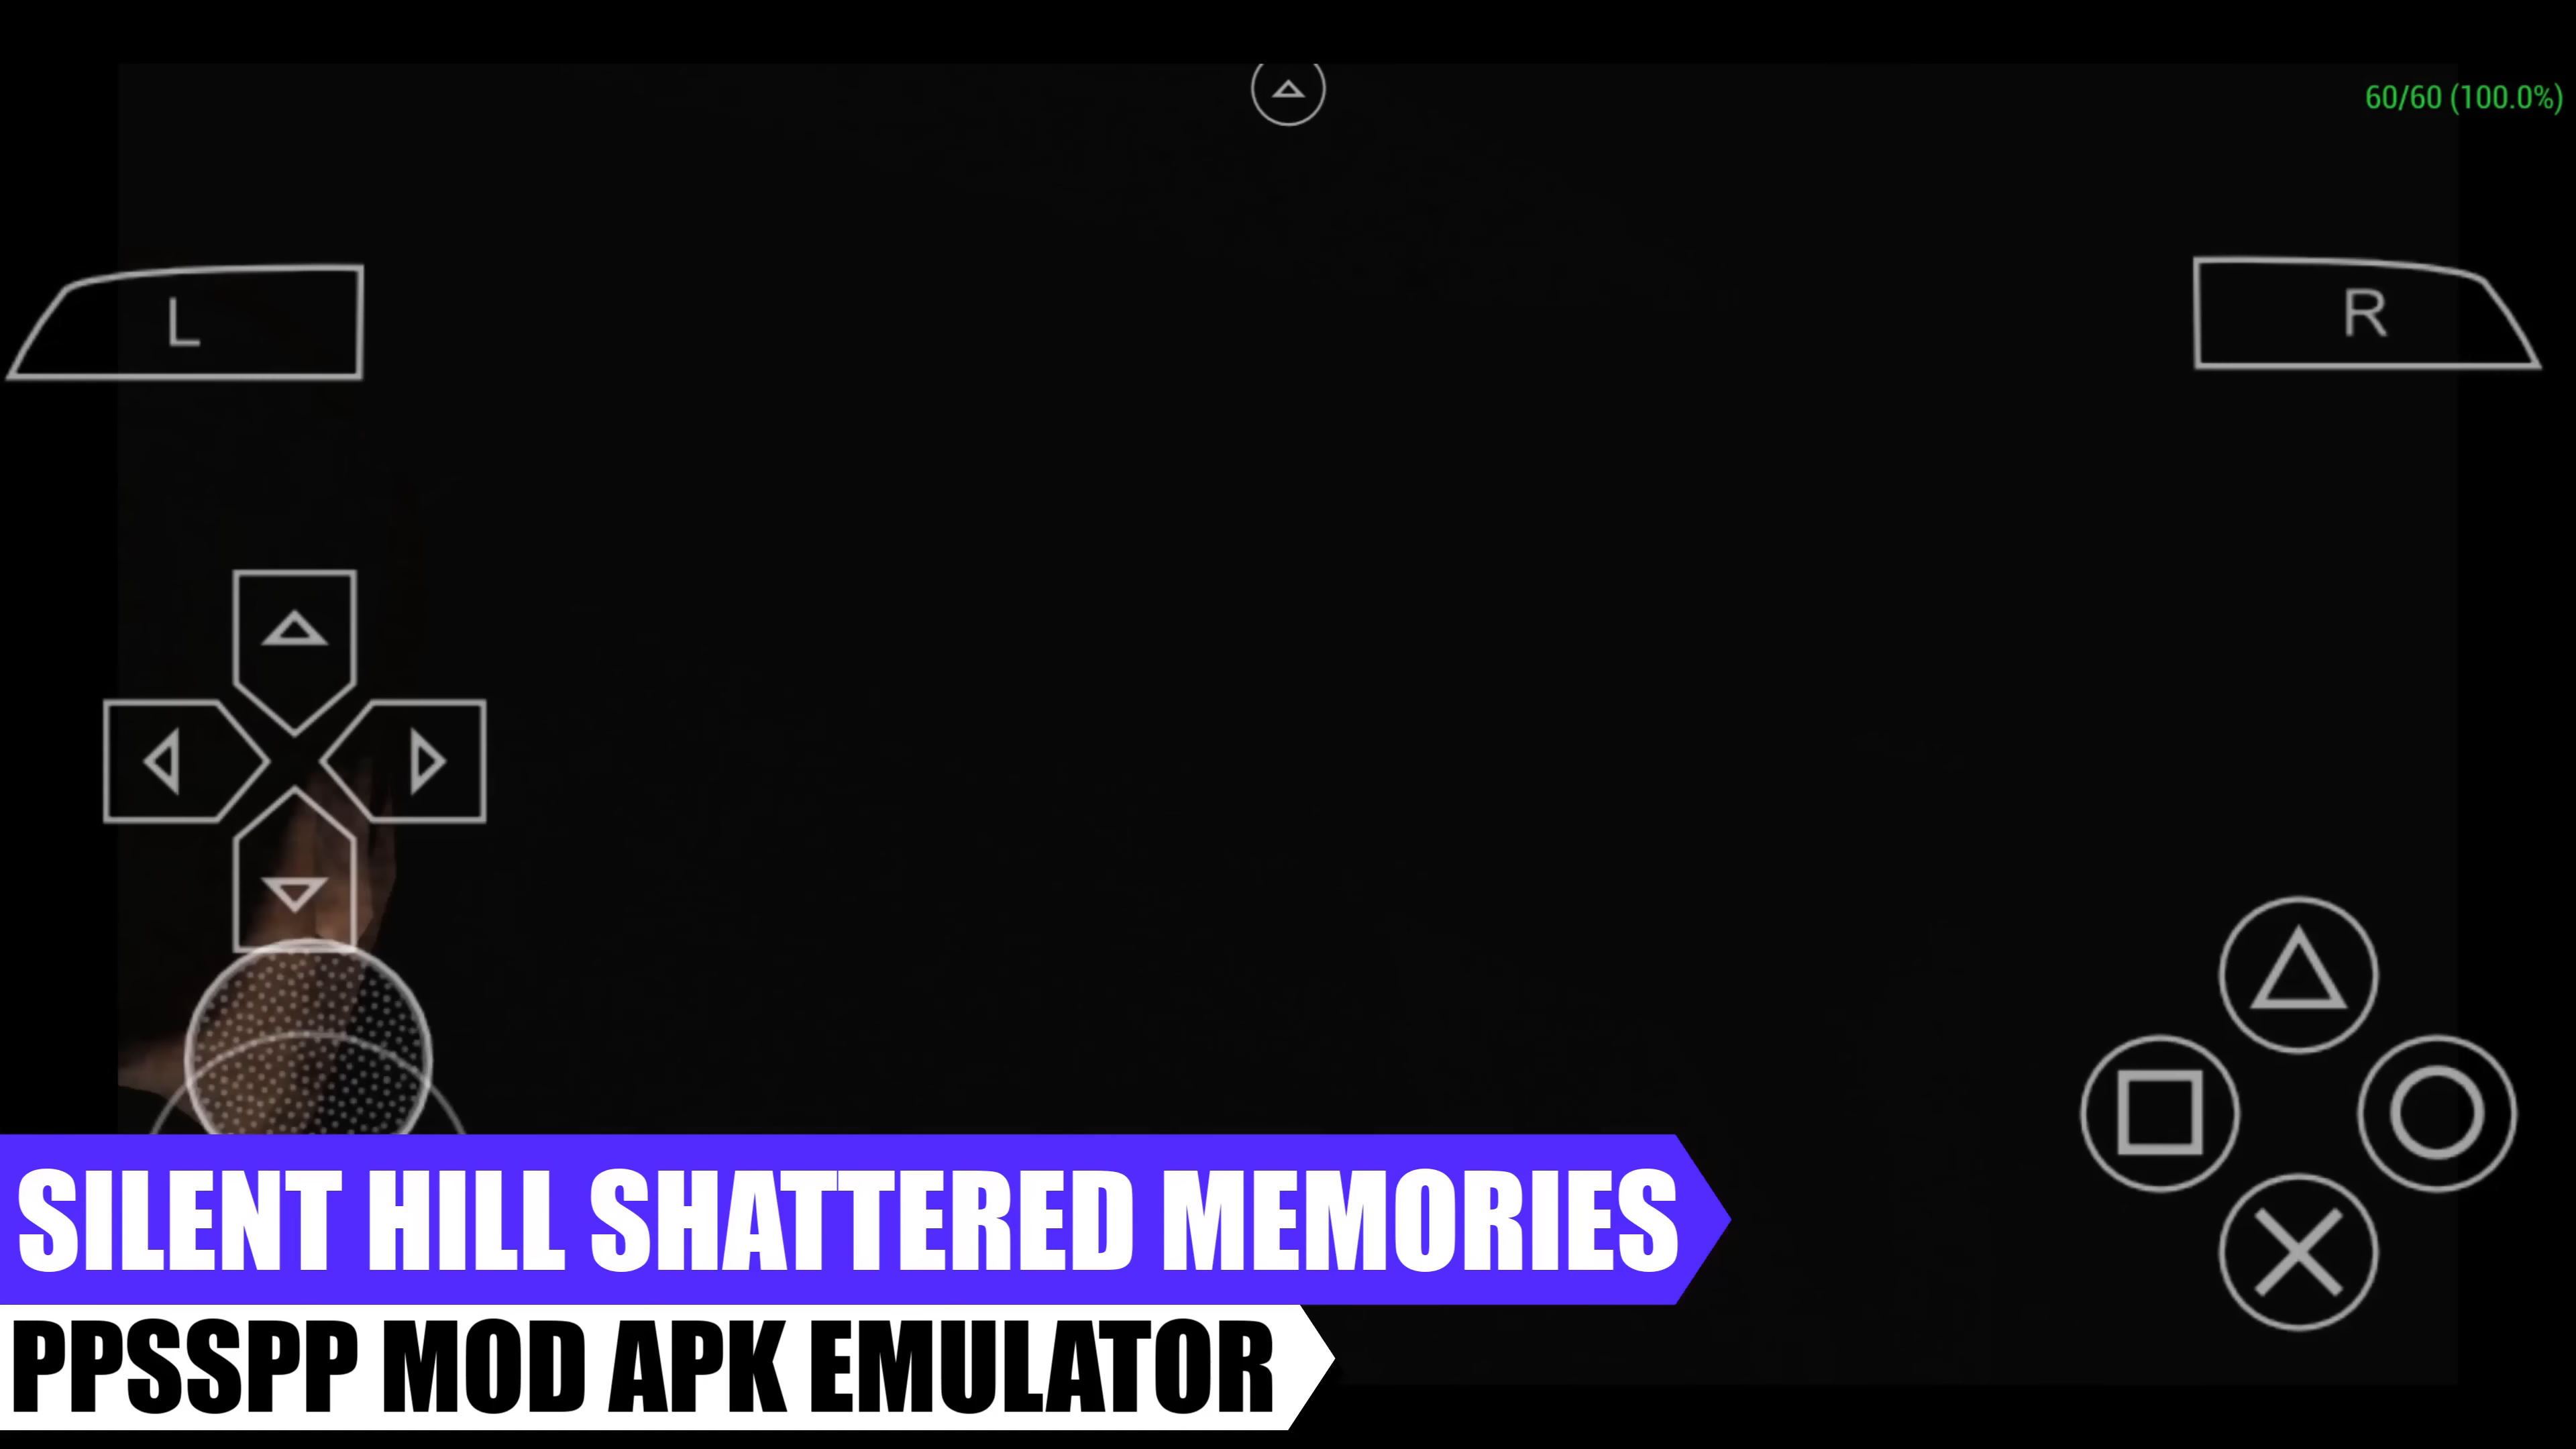 60/60 (100.0%)
L
R
SILENT HILL SHATTERED MEMORIES
PPSSPP MOD APK EMULATOR